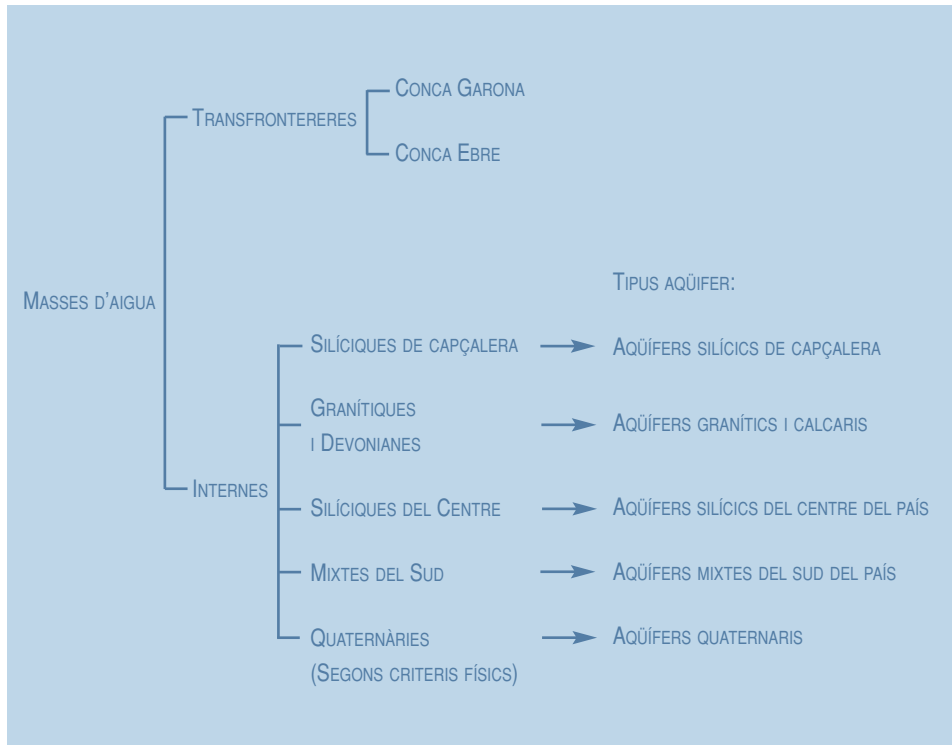 Conca Garona
Transfrontereres
Conca Ebre
Masses d’aigua
Tipus aqüifer:
Silíciques de capçalera
Aqüífers silícics de capçalera
Granítiques
i Devonianes
Aqüífers granítics i calcaris
Internes
Silíciques del Centre
Aqüífers silícics del centre del país
Mixtes del Sud
Aqüífers mixtes del sud del país
Quaternàries
(Segons criteris físics)
Aqüífers quaternaris